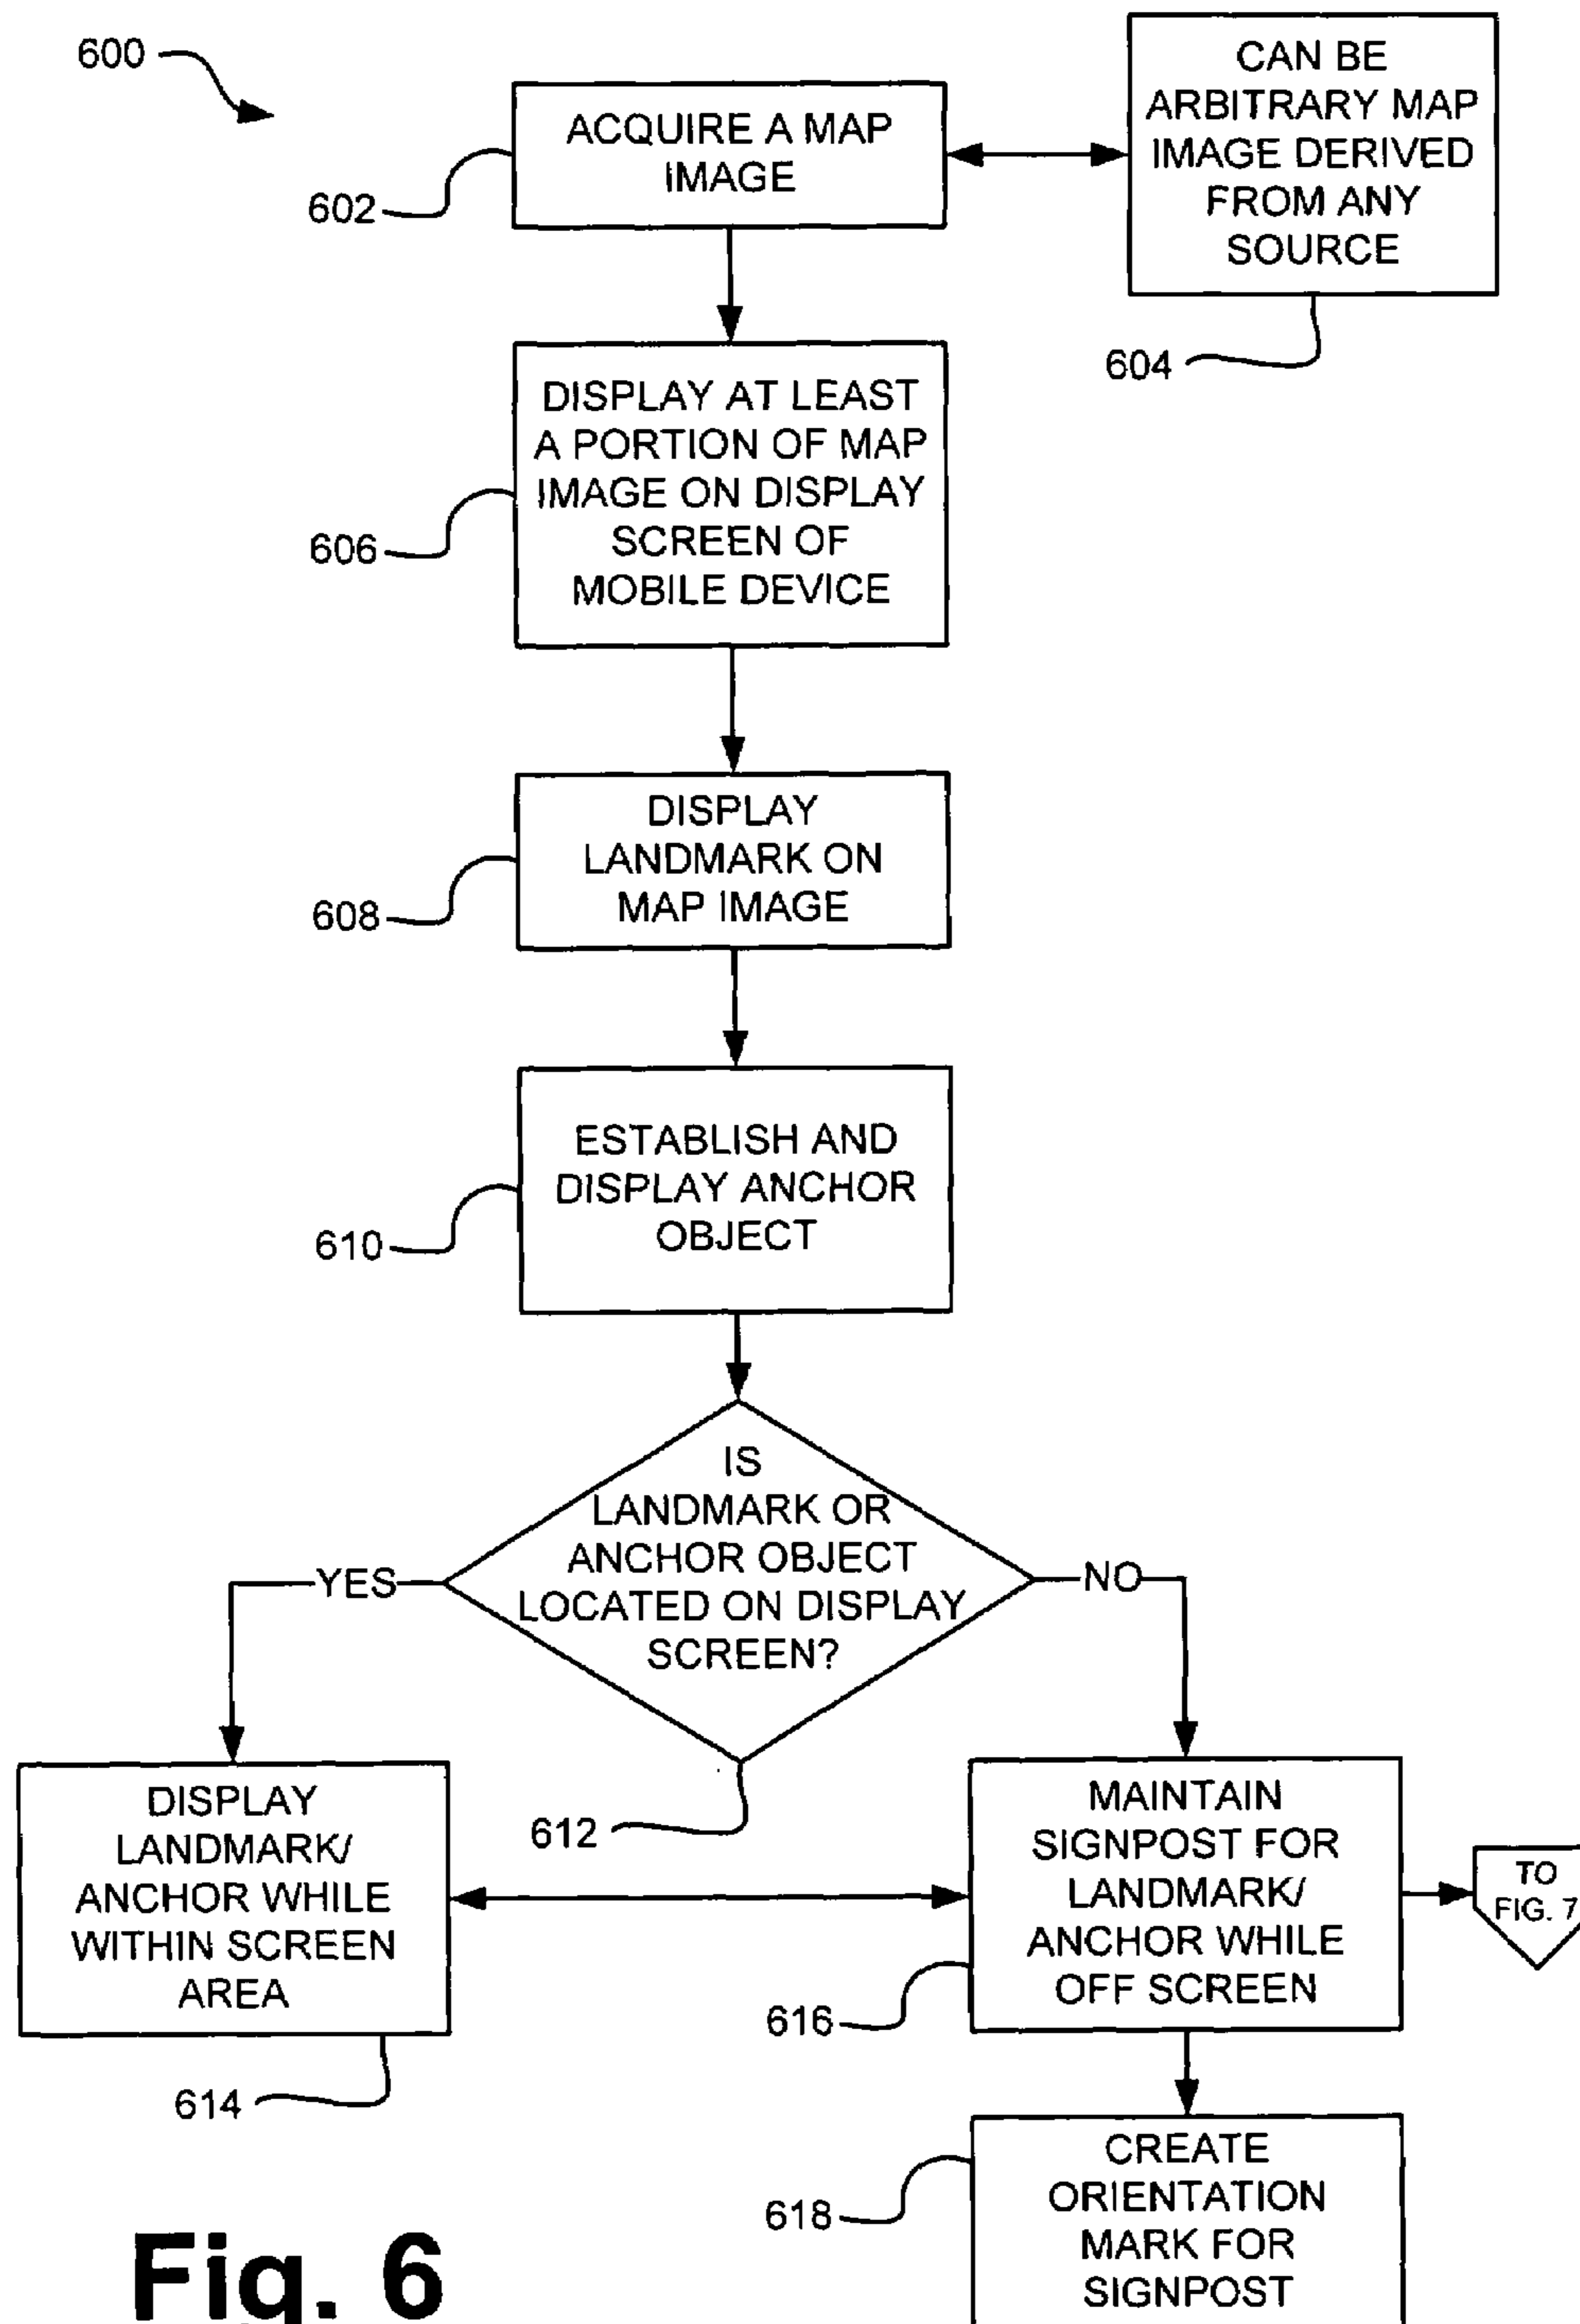 600
ACQUIRE A MAP
IMAGE
602
CAN BE
ARBITRARY MAP
IMAGE DERIVED
FROM ANY
SOURCE
604
DISPLAY AT LEAST
A PORTION OF MAP
IMAGE ON DISPLAY
SCREEN OF
MOBILE DEVICE
606
DISPLAY
LANDMARK ON
MAP IMAGE
608
ESTABLISH AND
DISPLAY ANCHOR
OBJECT
610
IS
LANDMARK OR
ANCHOR OBJECT
LOCATED ON DISPLAY
SCREEN?
YES
NO
612
DISPLAY
LANDMARK/
ANCHOR WHILE
WITHIN SCREEN
AREA
614
MAINTAIN
SIGNPOST FOR
LANDMARK/
ANCHOR WHILE
OFF SCREEN
616
TO
FIG. 7
CREATE
ORIENTATION
MARK FOR
SIGNPOST
618
Fig. 6